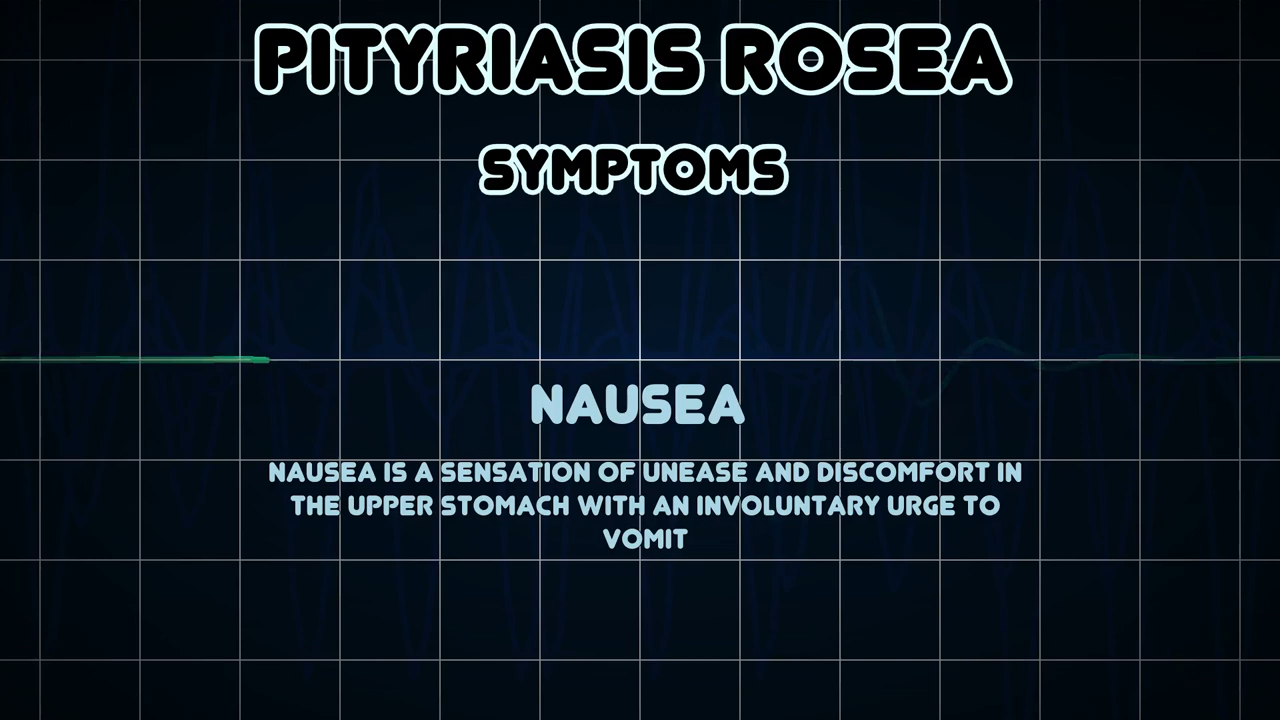 PITYRIASIS ROSEA
SYMPTOMS
NAUSEA
NAUSEA IS A SENSATION OF UNEASE AND DISCOMFORT IN
THE UPPER STOMACH WITH AN INVOLUNTARY URGE TO
VOMIT